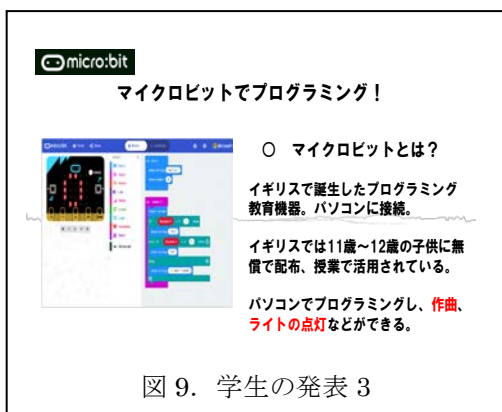 micro:bit
マイクロビットでプログラミング！
〇 マイクロビットとは？
イギリスで誕生したプログラミング
教育機器。パソコンに接続。
イギリスでは11歳～12歳の子供に無
償で配布、授業で活用されている。
パソコンでプログラミングし、作曲、
ライトの点灯などができる。
図 9. 学生の発表 3